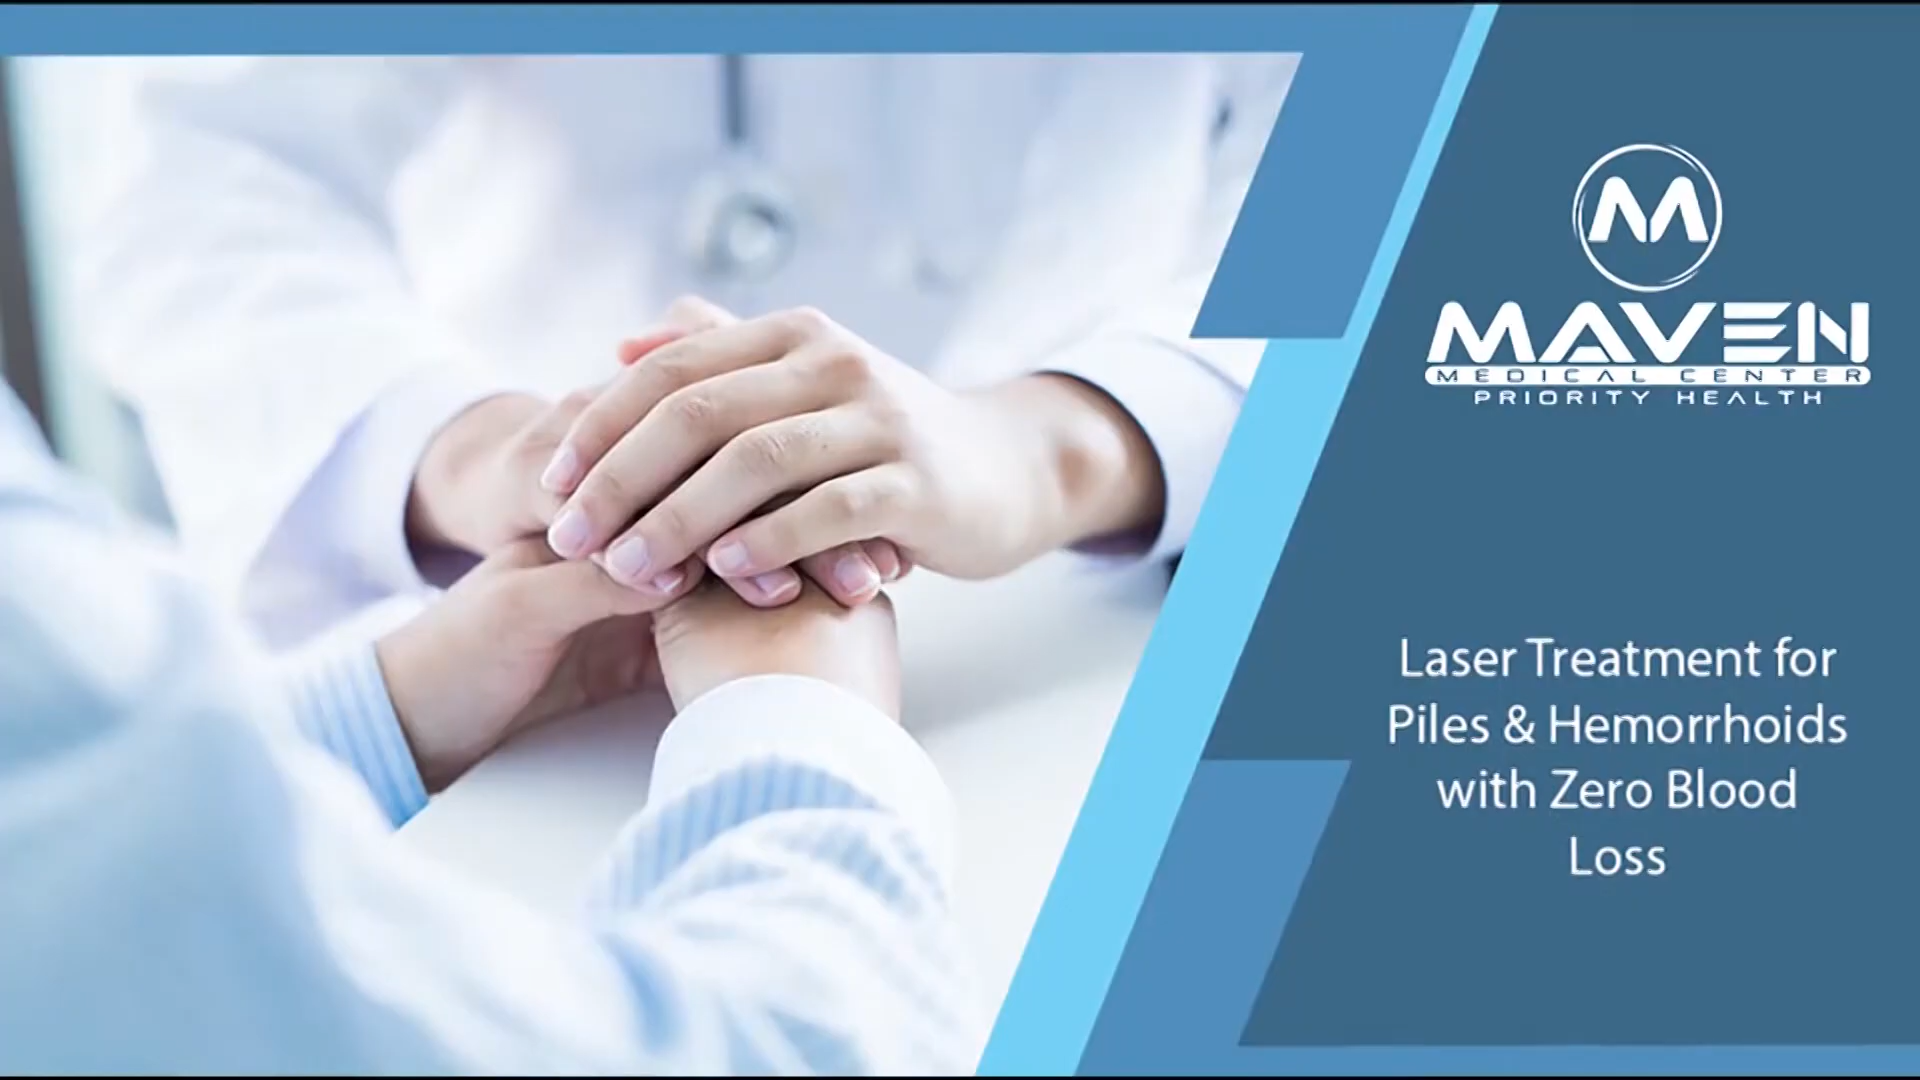 M
MAVEN
MEDICAL CENTER
PRIORITY HEALTH
Laser Treatment for
Piles & Hemorrhoids
with Zero Blood
Loss